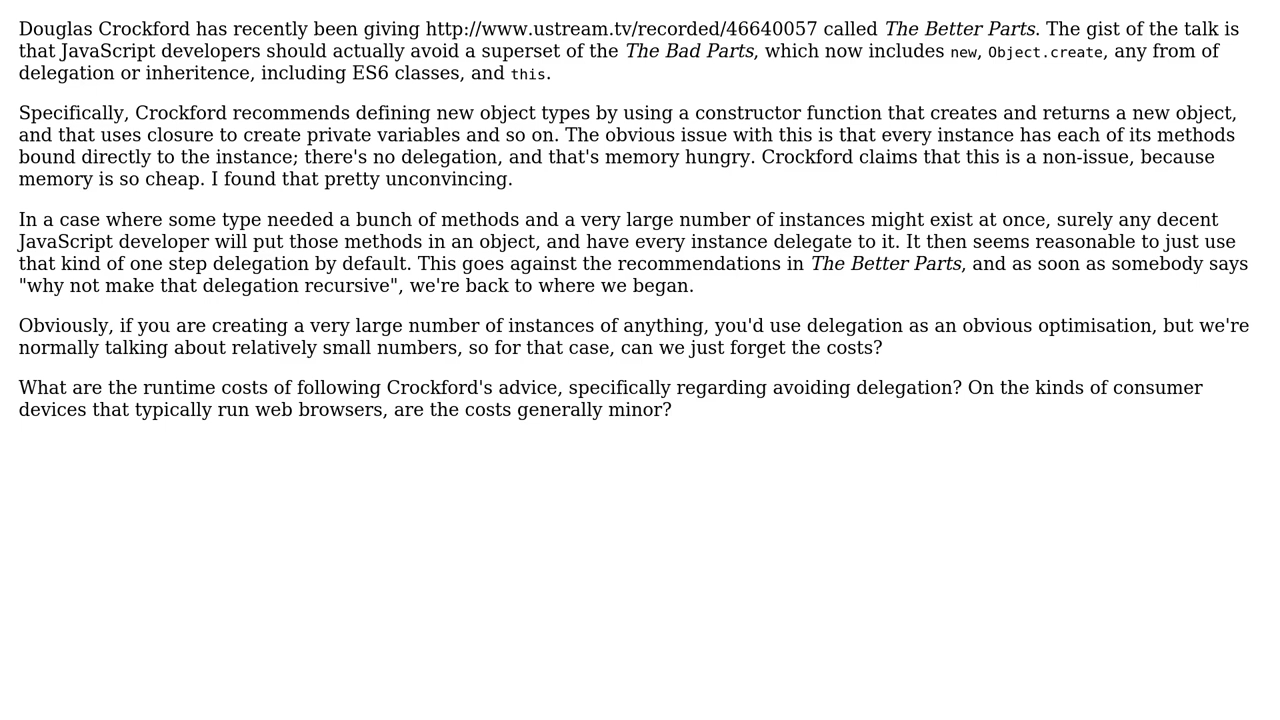 Douglas Crockford has recently been giving http://www.ustream.tv/recorded/46640057 called The Better Parts. The gist of the talk is
that JavaScript developers should actually avoid a superset of the The Bad Parts, which now includes new, Object.create, any from of
delegation or inheritence, including ES6 classes, and this.
Specifically, Crockford recommends defining new object types by using a constructor function that creates and returns a new object,
and that uses closure to create private variables and so on. The obvious issue with this is that every instance has each of its methods
bound directly to the instance; there's no delegation, and that's memory hungry. Crockford claims that this is a non-issue, because
memory is so cheap. I found that pretty unconvincing.
In a case where some type needed a bunch of methods and a very large number of instances might exist at once, surely any decent
JavaScript developer will put those methods in an object, and have every instance delegate to it. It then seems reasonable to just use
that kind of one step delegation by default. This goes against the recommendations in The Better Parts, and as soon as somebody says
"why not make that delegation recursive", we're back to where we began.
Obviously, if you are creating a very large number of instances of anything, you'd use delegation as an obvious optimisation, but we're
normally talking about relatively small numbers, so for that case, can we just forget the costs?
What are the runtime costs of following Crockford's advice, specifically regarding avoiding delegation? On the kinds of consumer
devices that typically run web browsers, are the costs generally minor?